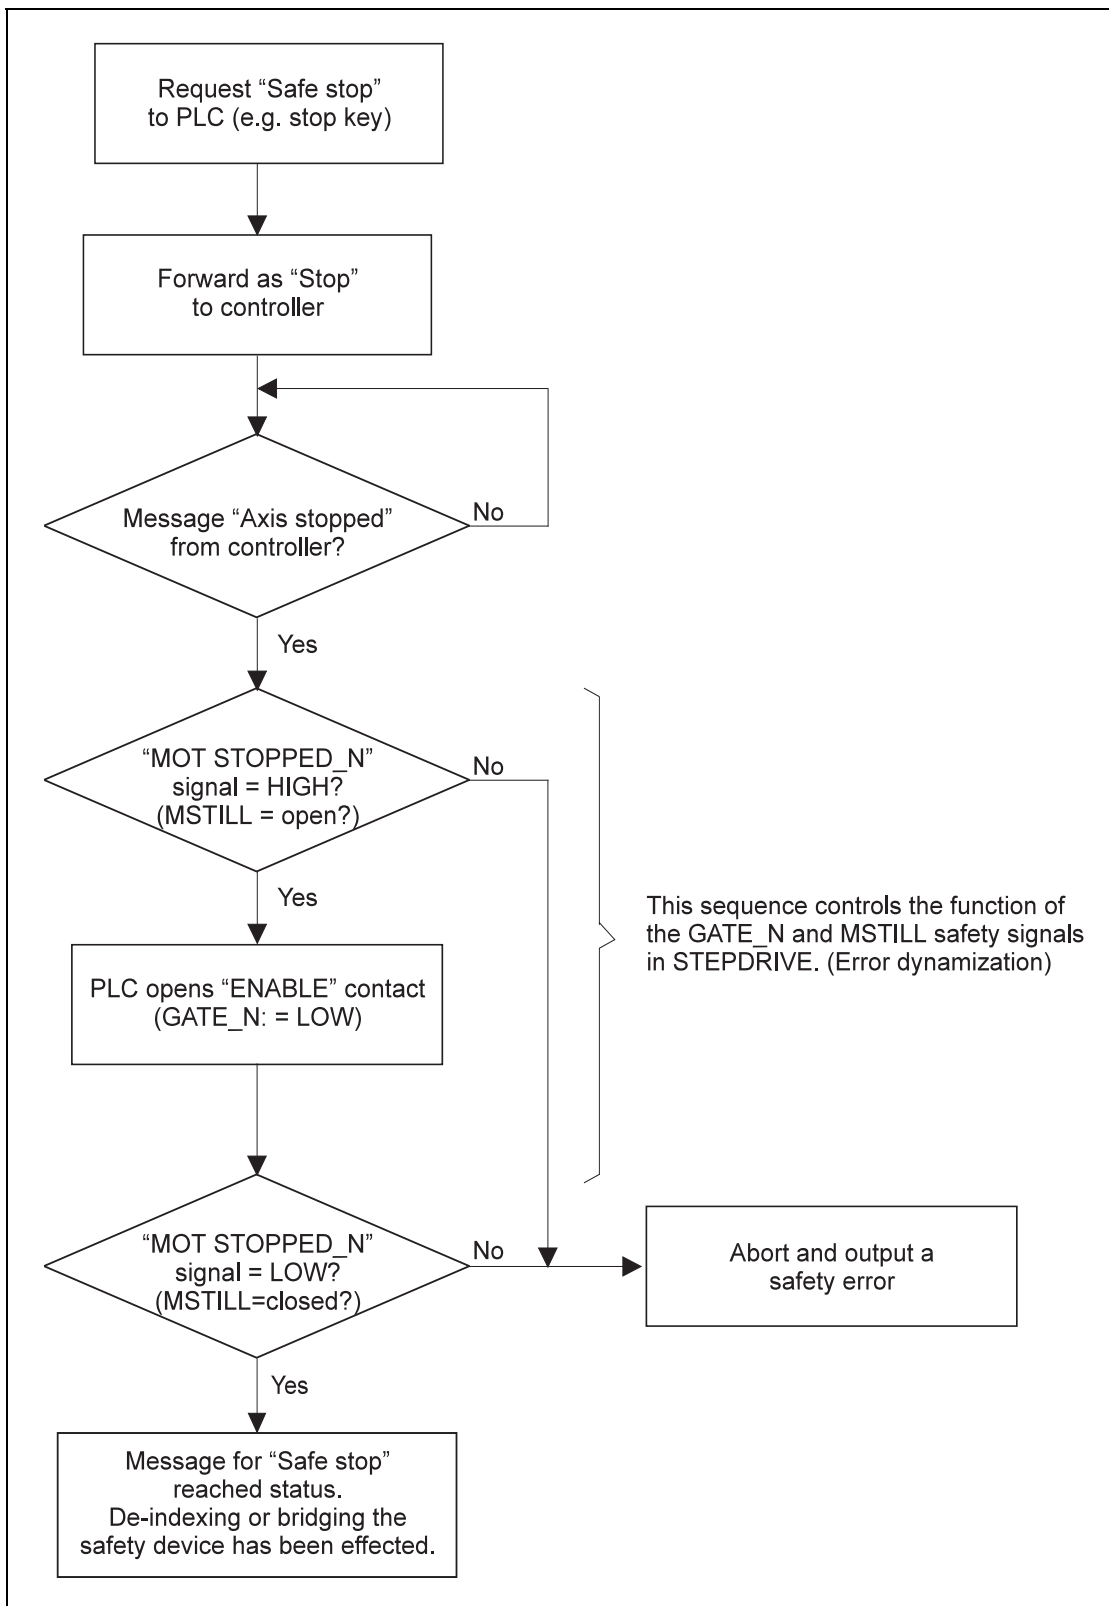 Request “Safe stop”
to PLC (e.g. stop key)
Forward as “Stop”
to controller
Message “Axis stopped”
from controller?
No
Yes
“MOT STOPPED_N”
signal = HIGH?
(MSTILL = open?)
No
Yes
PLC opens “ENABLE” contact
(GATE_N: = LOW)
This sequence controls the function of
the GATE_N and MSTILL safety signals
in STEPDRIVE. (Error dynamization)
“MOT STOPPED_N”
signal = LOW?
(MSTILL=closed?)
No
Abort and output a
safety error
Yes
Message for “Safe stop”
reached status.
De-indexing or bridging the
safety device has been effected.